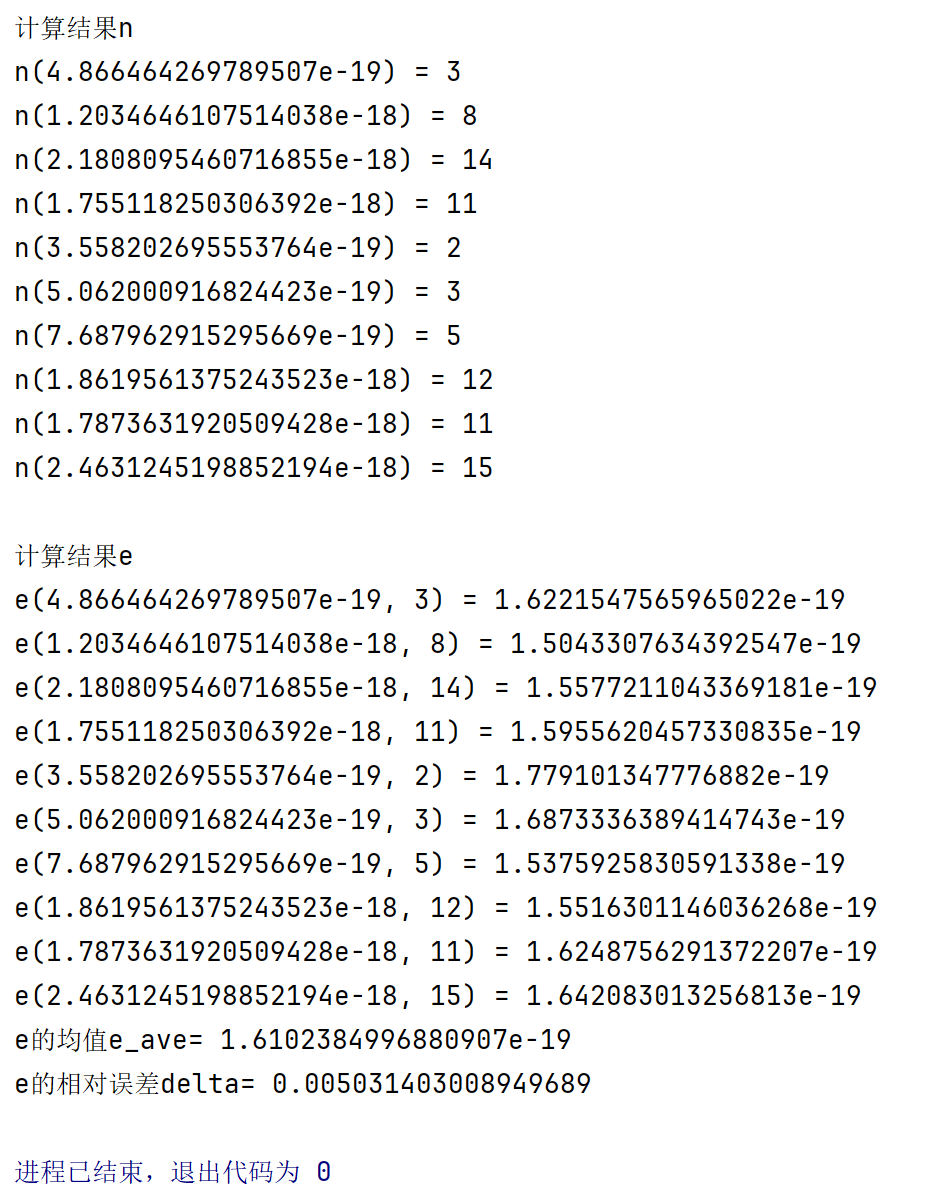 计算结果n
n(4.866464269789507e-19) = 3
n(1.2034646107514038e-18) = 8
n(2.1808095460716855e-18) = 14
n(1.755118250306392e-18) = 11
n(3.558202695553764e-19) = 2
n(5.062000916824423e-19) = 3
n(7.687962915295669e-19) = 5
n(1.8619561375243523e-18) = 12
n(1.7873631920509428e-18) = 11
n(2.4631245198852194e-18) = 15
计算结果e
e(4.866464269789507e-19, 3) = 1.6221547565965022e-19
e(1.2034646107514038e-18, 8) = 1.5043307634392547e-19
e(2.1808095460716855e-18, 14) = 1.5577211043369181e-19
e(1.755118250306392e-18, 11) = 1.5955620457330835e-19
e(3.558202695553764e-19, 2) = 1.779101347776882e-19
e(5.062000916824423e-19, 3) = 1.6873336389414743e-19
e(7.687962915295669e-19, 5) = 1.5375925830591338e-19
e(1.8619561375243523e-18, 12) = 1.5516301146036268e-19
e(1.7873631920509428e-18, 11) = 1.6248756291372207e-19
e(2.4631245198852194e-18, 15) = 1.642083013256813e-19
e的均值e_ave= 1.6102384996880907e-19
e的相对误差delta= 0.005031403008949689
进程已结束，退出代码为 0